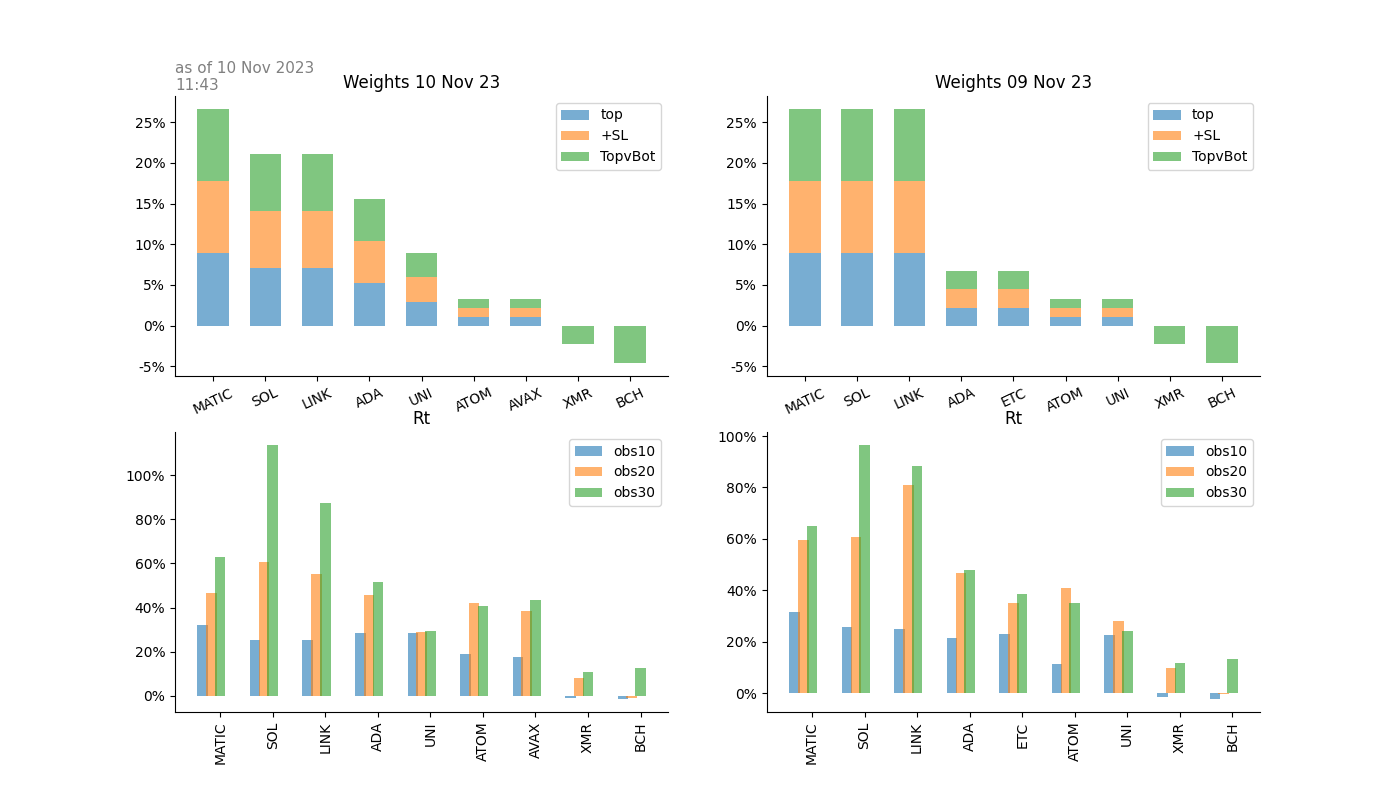 as of 10 Nov 2023
11:43
Weights 10 Nov 23
25%
20%
15%
10%
5%
0%
-5%
top
+SL
TopvBot
MATIC SOL LINK ADA UNI ATOM AVAX XMR BCH
Weights 09 Nov 23
25%
20%
15%
10%
5%
0%
-5%
top
+SL
TopvBot
MATIC SOL LINK ADA ETC ATOM UNI XMR BCH
Rt
100%
80%
60%
40%
20%
0%
obs10
obs20
obs30
MATIC SOL LINK ADA UNI ATOM AVAX XMR BCH
Rt
100%
80%
60%
40%
20%
0%
obs10
obs20
obs30
MATIC SOL LINK ADA ETC ATOM UNI XMR BCH